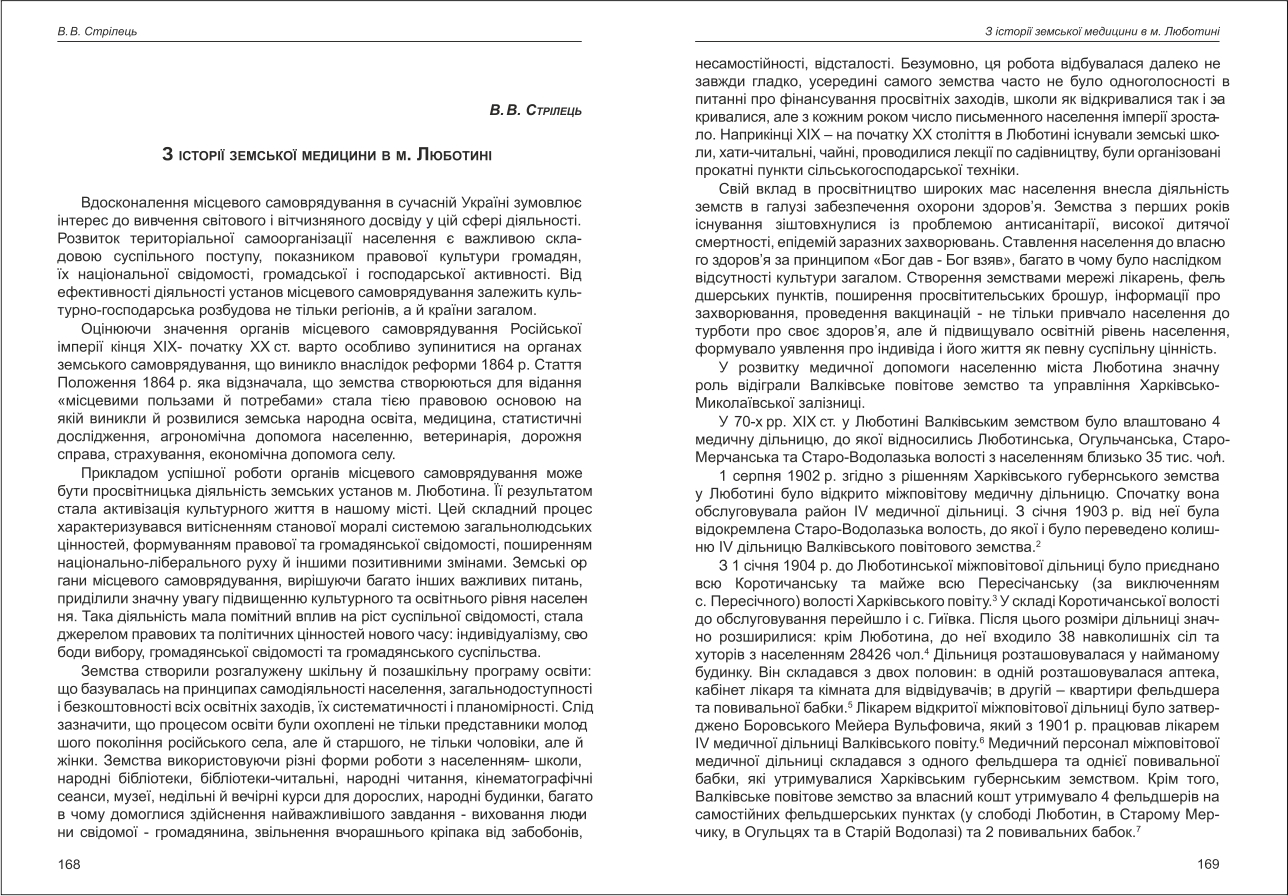 В. В. Стрілець
В. В. Стрілець
З історії земської медицини в м. Люботині
Вдосконалення місцевого самоврядування в сучасній Україні зумовлює
інтерес до вивчення світового і вітчизняного досвіду у цій сфері діяльності.
Розвиток територіальної самоорганізації населення є важливою скла-
довою суспільного поступу, показником правової культури громадян,
їх національної свідомості, громадської і господарської активності. Від
ефективності діяльності установ місцевого самоврядування залежить куль-
турно-господарська розбудова не тільки регіонів, а й країни загалом.
Оцінюючи значення органів місцевого самоврядування Російської
імперії кінця XIX- початку XX ст. варто особливо зупинитися на органах
земського самоврядування, що виникло внаслідок реформи 1864 р. Стаття
Положення 1864 р. яка відзначала, що земства створюються для відання
«місцевими пользами й потребами» стала тією правовою основою на
якій виникли й розвилися земська народна освіта, медицина, статистичні
дослідження, агрономічна допомога населенню, ветеринарія, дорожня
справа, страхування, економічна допомога селу.
Прикладом успішної роботи органів місцевого самоврядування може
бути просвітницька діяльність земських установ м. Люботина. Її результатом
стала активізація культурного життя в нашому місті. Цей складний процес
характеризувався витісненням станової моралі системою загальнолюдських
цінностей, формуванням правової та громадянської свідомості, поширенням
національно-ліберального руху й іншими позитивними змінами. Земські ор-
гани місцевого самоврядування, вирішуючи багато інших важливих питань,
приділили значну увагу підвищенню культурного та освітнього рівня населен-
ня. Така діяльність мала помітний вплив на ріст суспільної свідомості, стала
джерелом правових та політичних цінностей нового часу: індивідуалізму, сво-
боди вибору, громадянської свідомості та громадянського суспільства.
Земства створили розгалужену шкільну й позашкільну програму освіти:
що базувалась на принципах самодіяльності населення, загальнодоступності
і безкоштовності всіх освітніх заходів, їх систематичності і планомірності. Слід
зазначити, що процесом освіти були охоплені не тільки представники молод-
шого покоління російського села, але й старшого, не тільки чоловіки, але й
жінки. Земства використовуючи різні форми роботи з населенням– школи,
народні бібліотеки, бібліотеки-читальні, народні читання, кінематографічні
сеанси, музеї, недільні й вечірні курси для дорослих, народні будинки, багато
в чому домоглися здійснення найважливішого завдання - виховання люди-
ни свідомої - громадянина, звільнення вчорашнього кріпака від забобонів,
168
З історії земської медицини в м. Люботині
несамостійності, відсталості. Безумовно, ця робота відбувалася далеко не
завжди гладко, усередині самого земства часто не було одноголосності в
питанні про фінансування просвітніх заходів, школи як відкривалися так і за-
кривалися, але з кожним роком число письменного населення імперії зроста-
ло. Наприкінці XIX – на початку XX століття в Люботині існували земські шко-
ли, хати-читальні, чайні, проводилися лекції по садівництву, були організовані
прокатні пункти сільськогосподарської техніки.
Свій вклад в просвітництво широких мас населення внесла діяльність
земств в галузі забезпечення охорони здоров’я. Земства з перших років
існування зіштовхнулися із проблемою антисанітарії, високої дитячої
смертності, епідемій заразних захворювань. Ставлення населення до власно
го здоров’я за принципом «Бог дав - Бог взяв», багато в чому було наслідком
відсутності культури загалом. Створення земствами мережі лікарень, фель-
дшерських пунктів, поширення просвітительських брошур, інформації про
захворювання, проведення вакцинацій - не тільки привчало населення до
турботи про своє здоров’я, але й підвищувало освітній рівень населення,
формувало уявлення про індивіда і його життя як певну суспільну цінність.
У розвитку медичної допомоги населенню міста Люботина значну
роль відіграли Валківське повітове земство та управління Харківсько-
Миколаївської залізниці.
У 70-х рр. XIX ст. у Люботині Валківським земством було влаштовано 4
медичну дільницю, до якої відносились Люботинська, Огульчанська, Старо-
Мерчанська та Старо-Водолазька волості з населенням близько 35 тис. чол.¹
1 серпня 1902 р. згідно з рішенням Харківського губернського земства
у Люботині було відкрито міжповітову медичну дільницю. Спочатку вона
обслуговувала район IV медичної дільниці. З січня 1903 р. від неї була
відокремлена Старо-Водолазька волость, до якої і було переведено колиш-
ню IV дільницю Валківського повітового земства.²
З 1 січня 1904 р. до Люботинської міжповітової дільниці було приєднано
всю Коротичанську та майже всю Пересічанську (за виключенням
с. Пересічного) волості Харківського повіту.³ У складі Коротичанської волості
до обслуговування перейшло і с. Гиївка. Після цього розміри дільниці знач-
но розширилися: крім Люботина, до неї входило 38 навколишніх сіл та
хуторів з населенням 28426 чол.⁴ Дільниця розташовувалася у найманому
будинку. Він складався з двох половин: в одній розташовувалася аптека,
кабінет лікаря та кімната для відвідувачів; в другій – квартири фельдшера
та повивальної бабки.⁵ Лікарем відкритої міжповітової дільниці було затвер-
джено Боровського Мейера Вульфовича, який з 1901 р. працював лікарем
IV медичної дільниці Валківського повіту.⁶ Медичний персонал міжповітової
медичної дільниці складався з одного фельдшера та однієї повивальної
бабки, які утримувалися Харківським губернським земством. Крім того,
Валківське повітове земство за власний кошт утримувало 4 фельдшерів на
самостійних фельдшерських пунктах (у слободі Люботин, в Старому Мер-
чику, в Огульцях та в Старій Водолазі) та 2 повивальних бабок.⁷
169